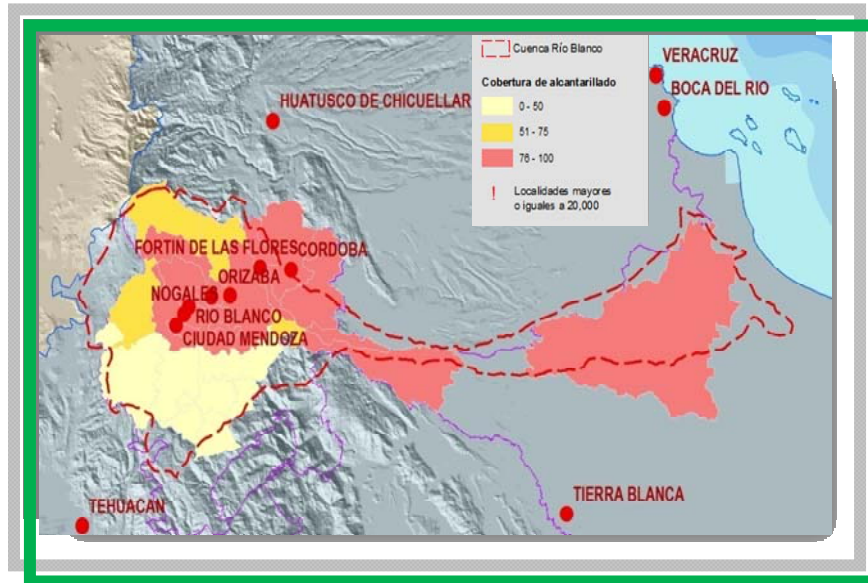 Cuenca Río Blanco
Cobertura de alcantarillado
0 - 50
51 - 75
76 - 100
! Localidades mayores
o iguales a 20,000
VERACRUZ
BOCA DEL RIO
HUATUSCO DE CHICUELLAR
FORTIN DE LAS FLORES
CORDOBA
ORIZABA
NOGALES
RIO BLANCO
CIUDAD MENDOZA
TIERRA BLANCA
TEHUACAN